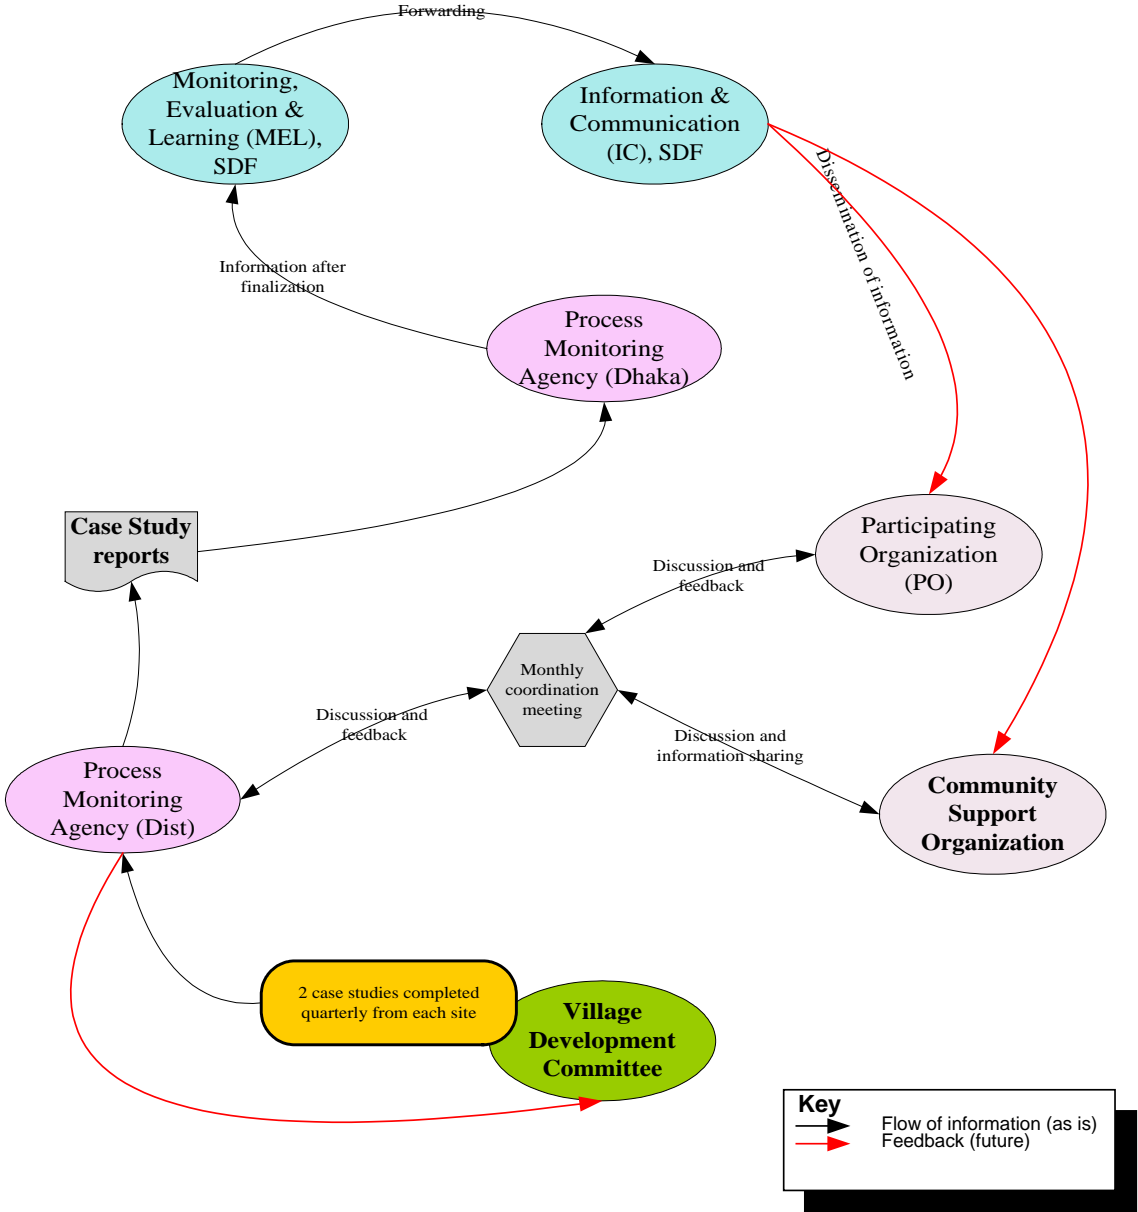 Forwarding
Monitoring,
Evaluation &
Learning (MEL),
SDF
Information &
Communication
(IC), SDF
Dissemination of information
Information after
finalization
Process
Monitoring
Agency (Dhaka)
Case Study
reports
Participating
Organization
(PO)
Discussion and
feedback
Monthly
coordination
meeting
Discussion and
feedback
Discussion and
information sharing
Process
Monitoring
Agency (Dist)
Community
Support
Organization
2 case studies completed
quarterly from each site
Village
Development
Committee
Key
Flow of information (as is)
Feedback (future)